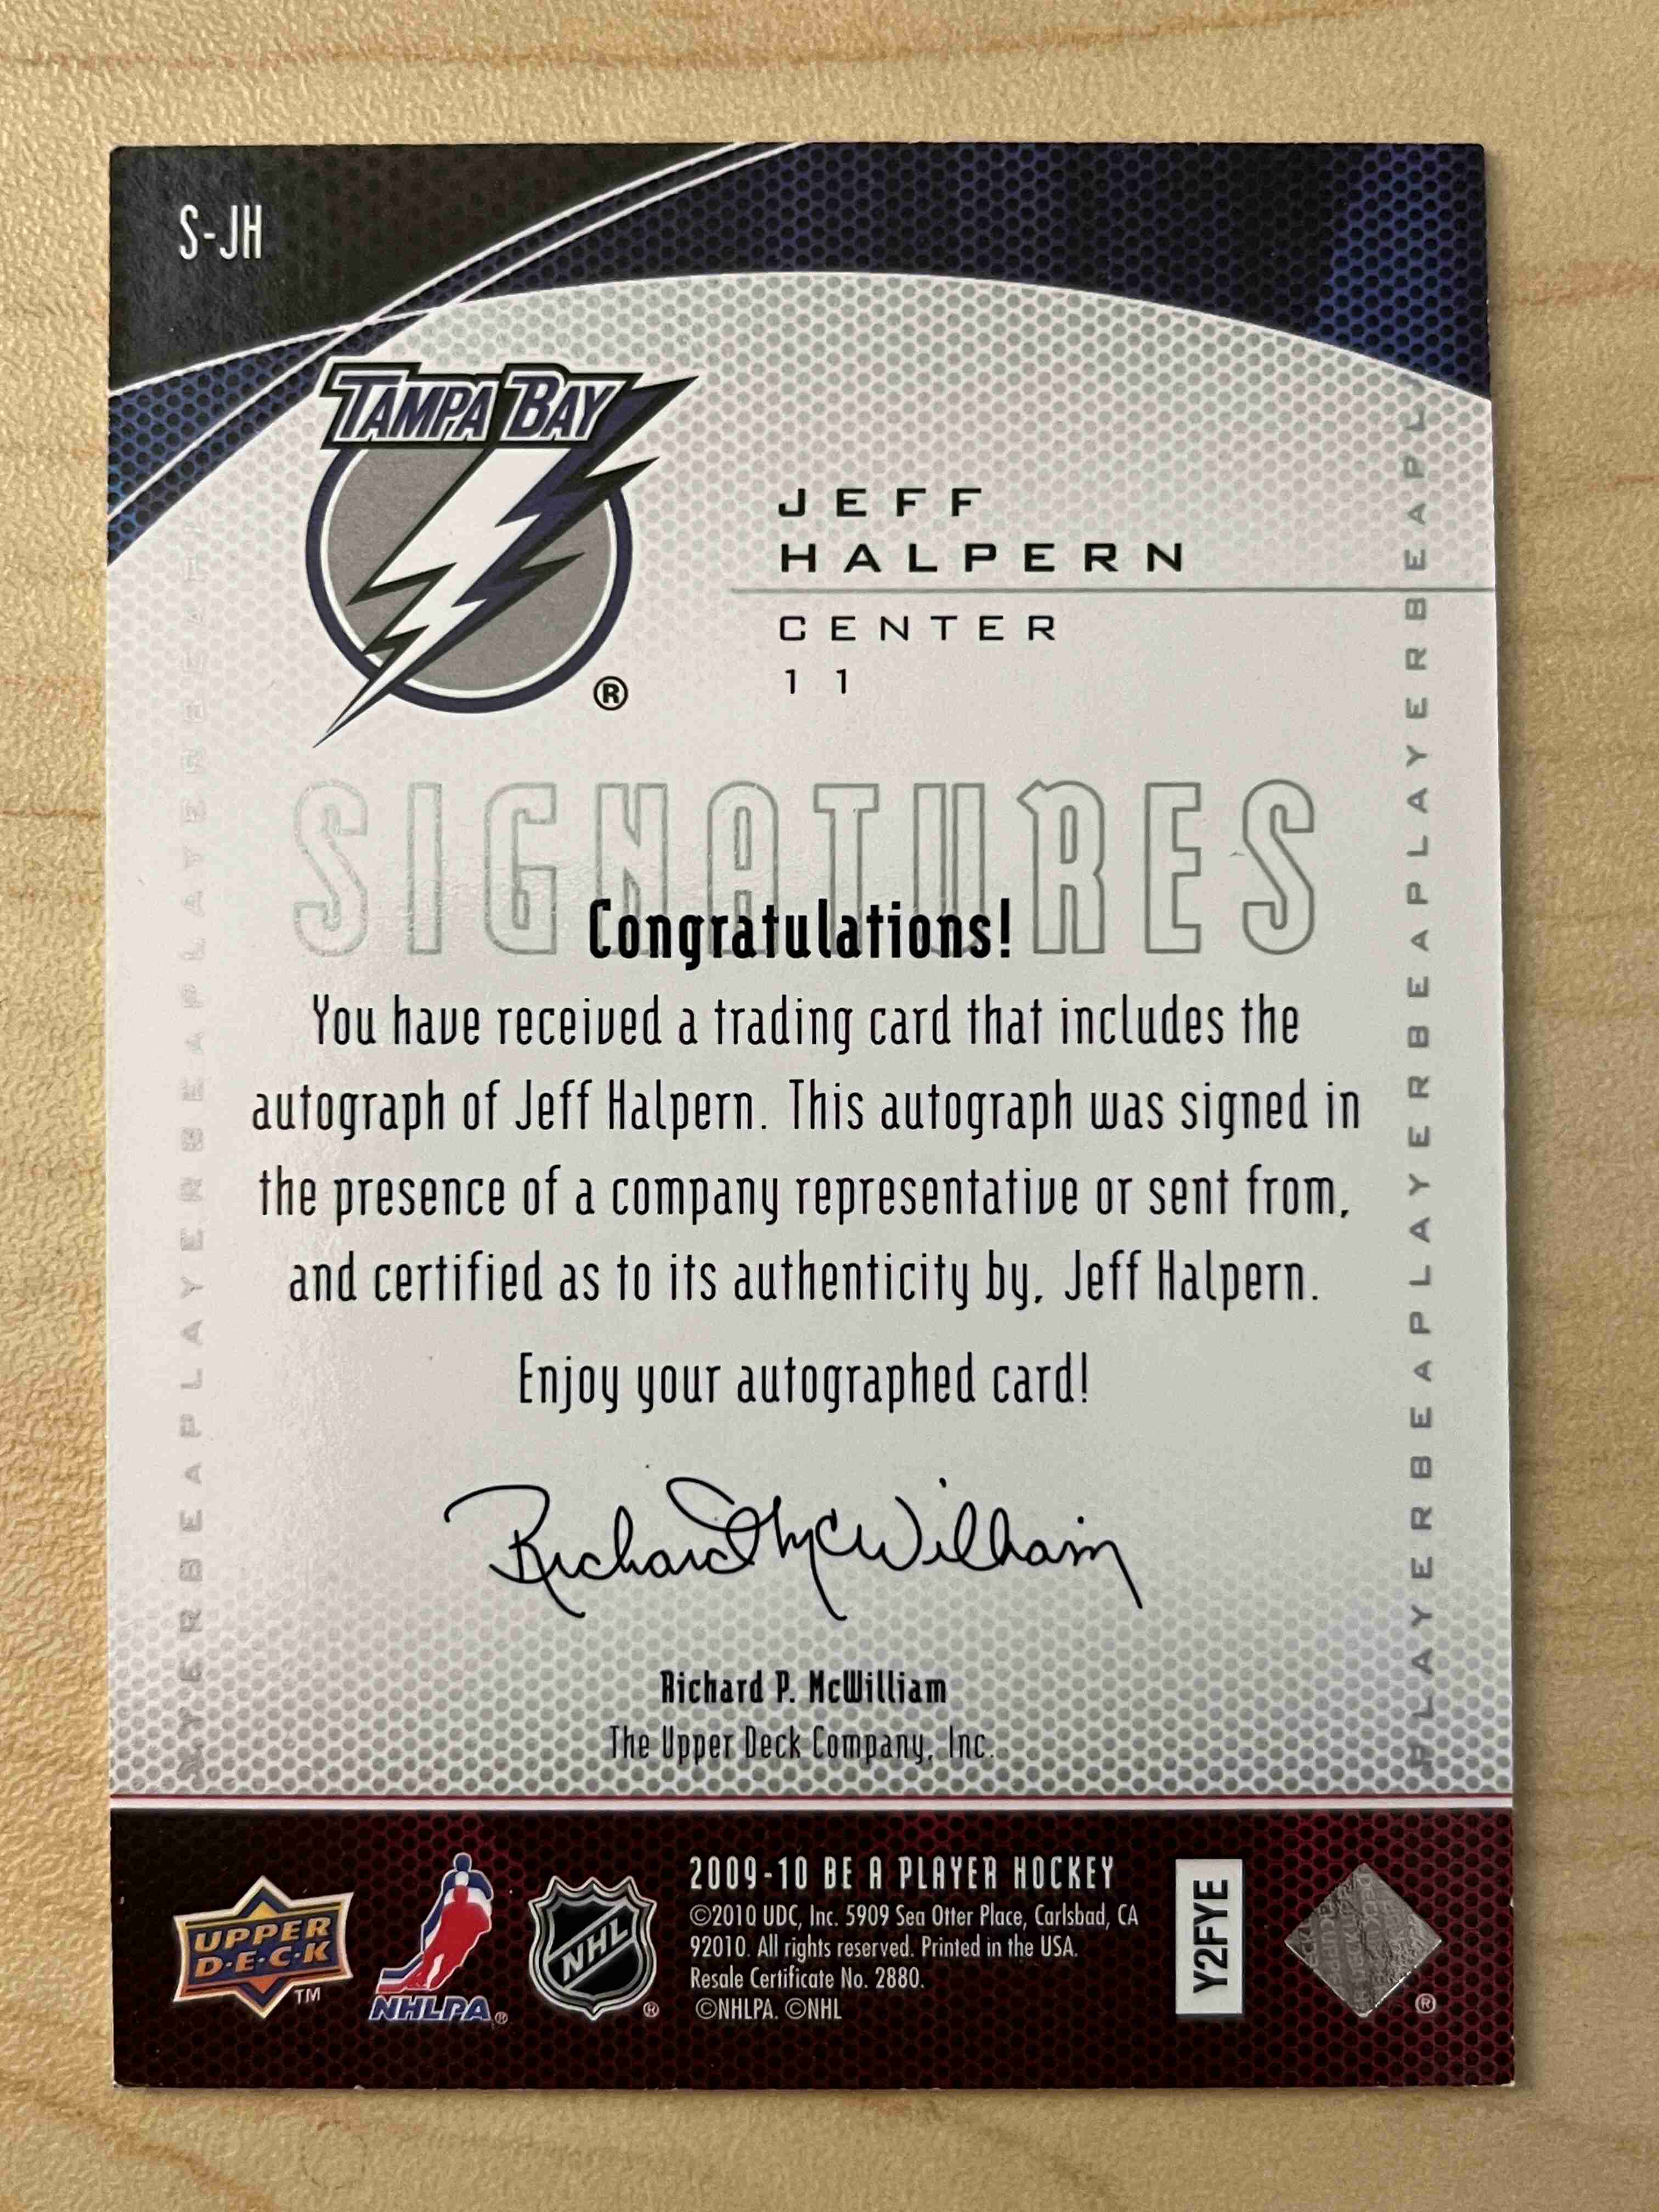 S-JH
TAMPA BAY
®
JEFF
HALPERN
CENTER
11
SIGNATURES
Congratulations!
You have received a trading card that includes the
autograph of Jeff Halpern. This autograph was signed in
the presence of a company representative or sent from,
and certified as to its authenticity by, Jeff Halpern.
Enjoy your autographed card!
Richard McWilliam
Richard P. McWilliam
The Upper Deck Company, Inc.
PLAYERBEAPLAYERBEAPLAYERBEAPL
UPPER
D·E·C·K
TM
NHLPA®
NHL
®
2009-10 BE A PLAYER HOCKEY
©2010 UDC, Inc. 5909 Sea Otter Place, Carlsbad, CA
92010. All rights reserved. Printed in the USA.
Resale Certificate No. 2880.
©NHLPA. ©NHL
Y2FYE
®